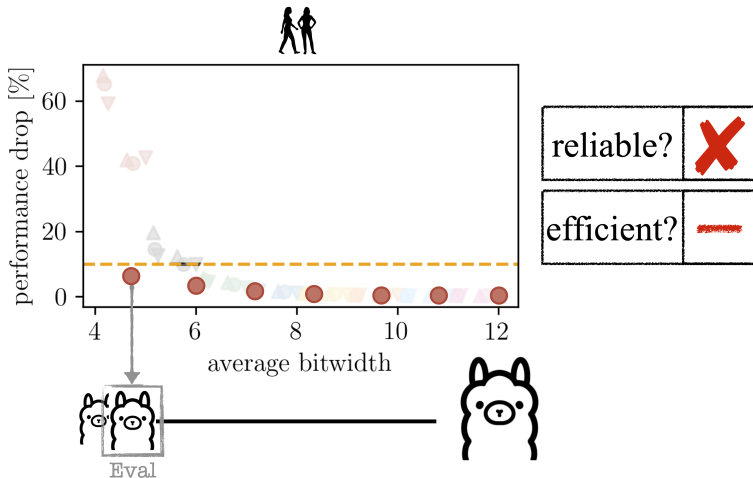 performance drop [%]
60
40
20
0
4
6
8
10
12
average bitwidth
reliable?
efficient?
Eval